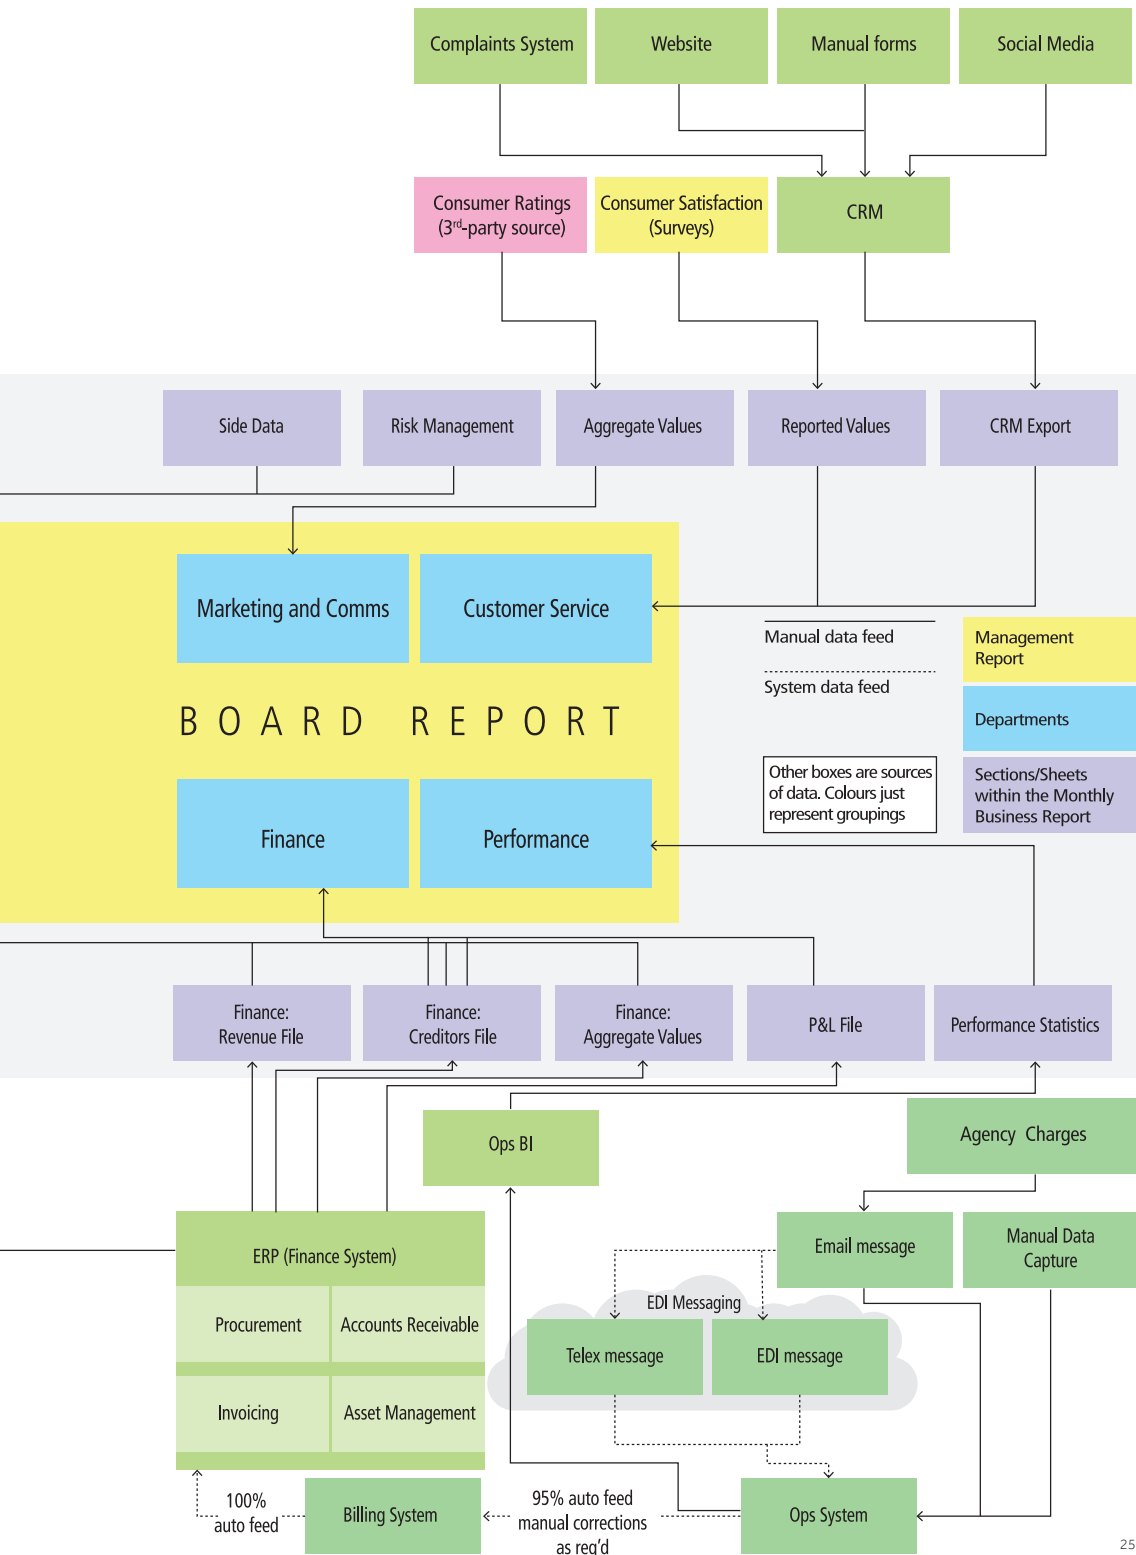 Complaints System
Website
Manual forms
Social Media
Consumer Ratings
(3rd-party source)
Consumer Satisfaction
(Surveys)
CRM
Side Data
Risk Management
Aggregate Values
Reported Values
CRM Export
Marketing and Comms
Customer Service
Manual data feed
System data feed
Management
Report
Departments
BOARD REPORT
Other boxes are sources
of data. Colours just
represent groupings
Sections/Sheets
within the Monthly
Business Report
Finance
Performance
Finance:
Revenue File
Finance:
Creditors File
Finance:
Aggregate Values
P&L File
Performance Statistics
Ops BI
Agency Charges
ERP (Finance System)
Email message
Manual Data
Capture
EDI Messaging
Procurement
Accounts Receivable
Telex message
EDI message
Invoicing
Asset Management
100%
auto feed
Billing System
95% auto feed
manual corrections
as req'd
Ops System
25